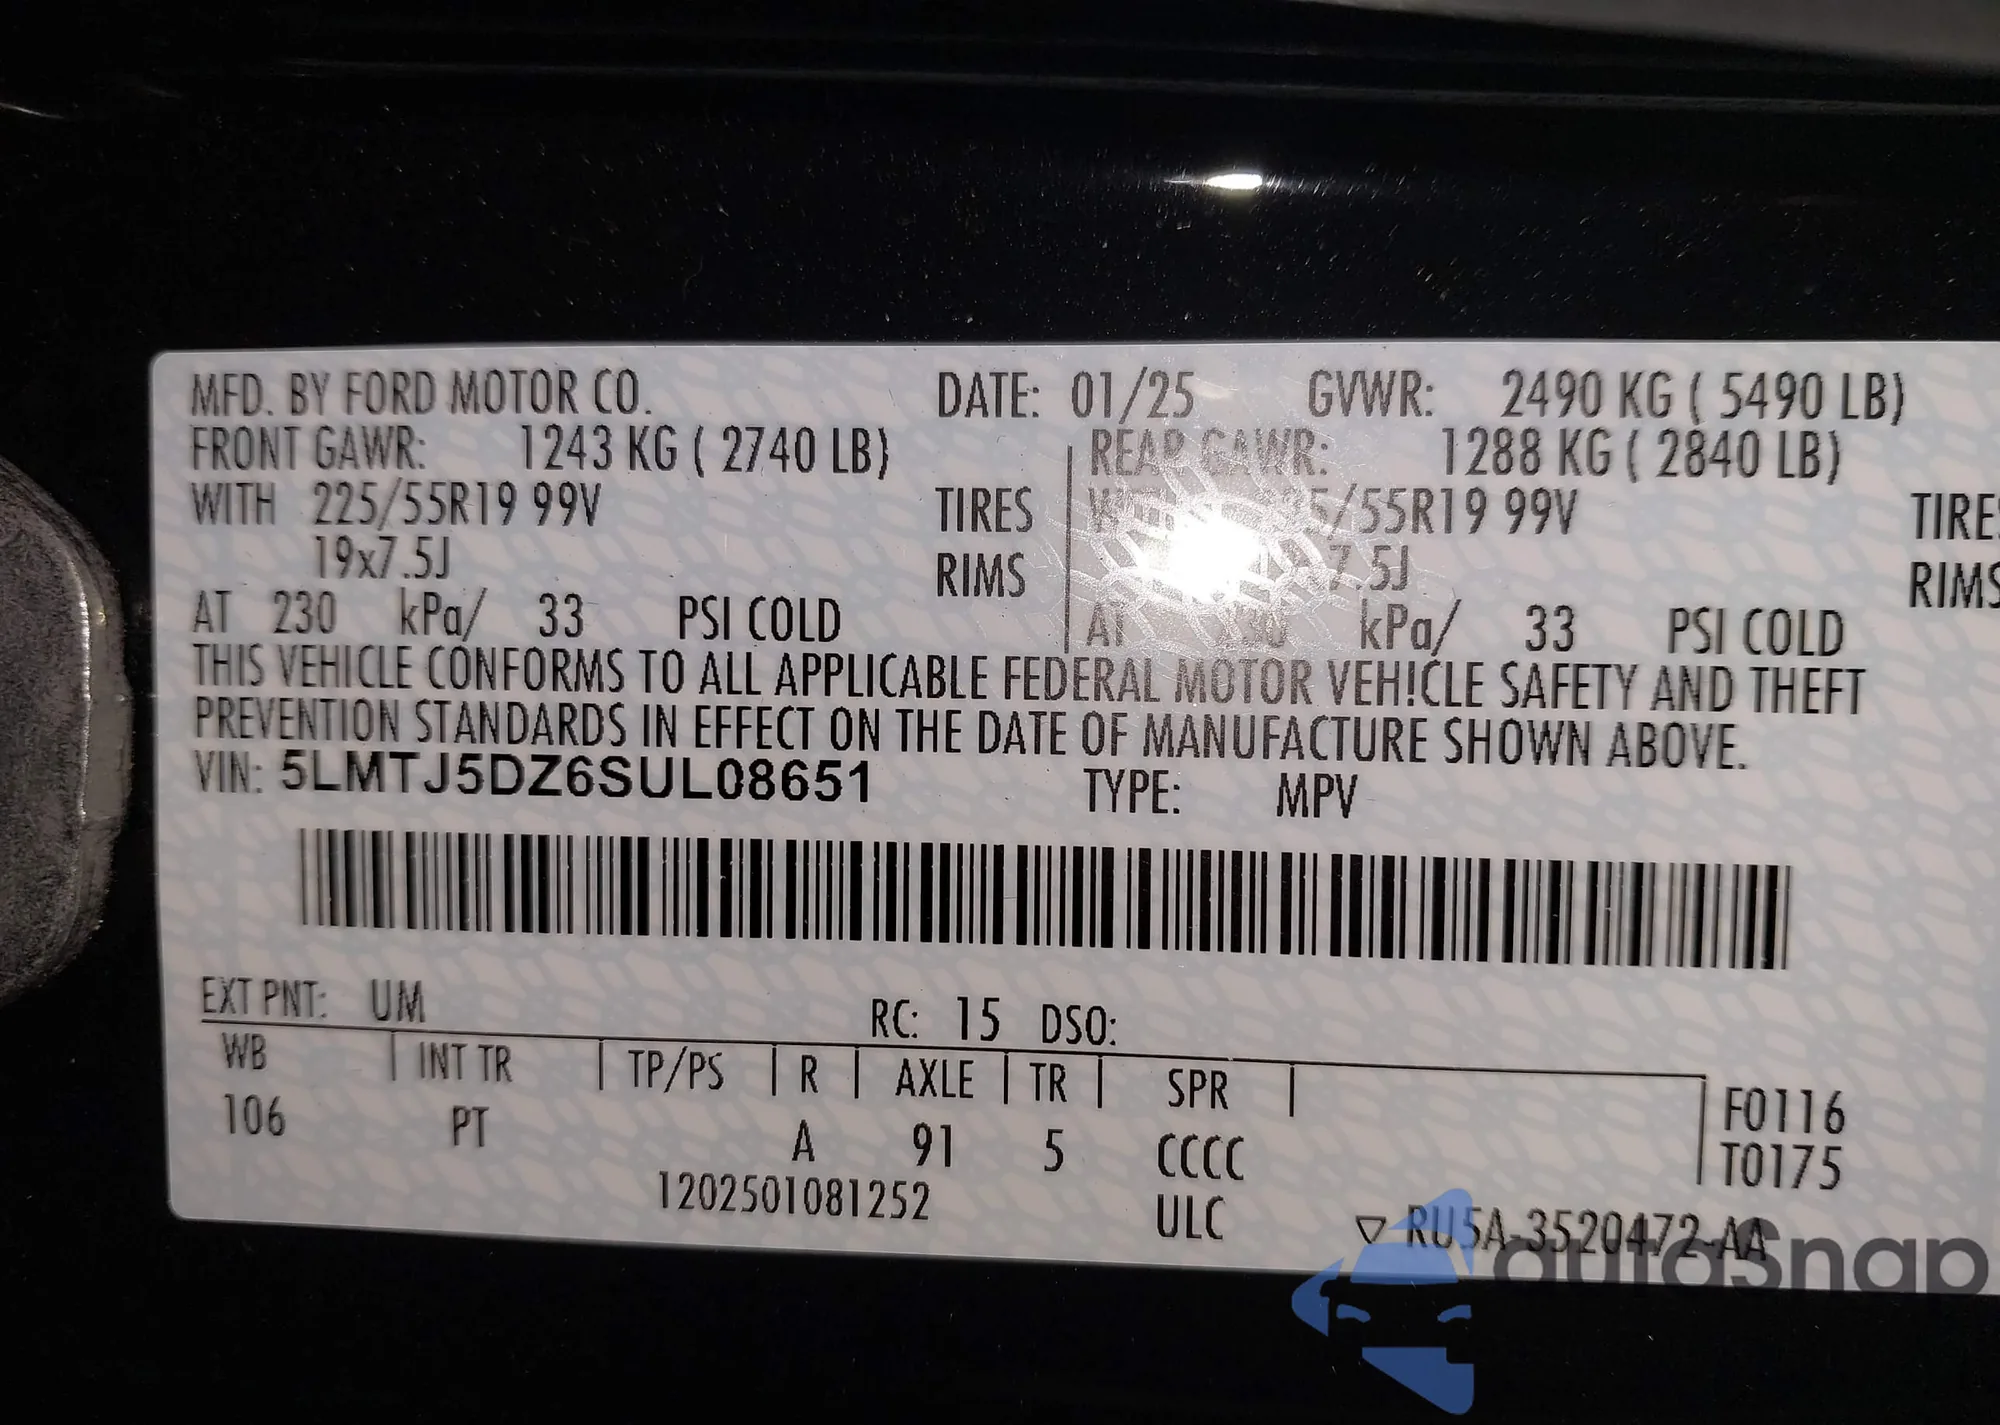 MFD. BY FORD MOTOR CO. DATE: 01/25 GVWR: 2490 KG ( 5490 LB)
FRONT GAWR: 1243 KG ( 2740 LB) REAR GAWR: 1288 KG ( 2840 LB)
WITH 225/55R19 99V TIRES WITH 225/55R19 99V TIRES
19x7.5J RIMS 19x7.5J RIMS
AT 230 kPa/ 33 PSI COLD AT 230 kPa/ 33 PSI COLD
THIS VEHICLE CONFORMS TO ALL APPLICABLE FEDERAL MOTOR VEH!CLE SAFETY AND THEFT
PREVENTION STANDARDS IN EFFECT ON THE DATE OF MANUFACTURE SHOWN ABOVE.
VIN: 5LMTJ5DZ6SUL08651 TYPE: MPV
EXT PNT: UM RC: 15 DSO:
WB INT TR TP/PS R AXLE TR SPR F0116
106 PT A 91 5 CCCC T0175
1202501081252 ULC RU5A-3520472-AA
autoSnap